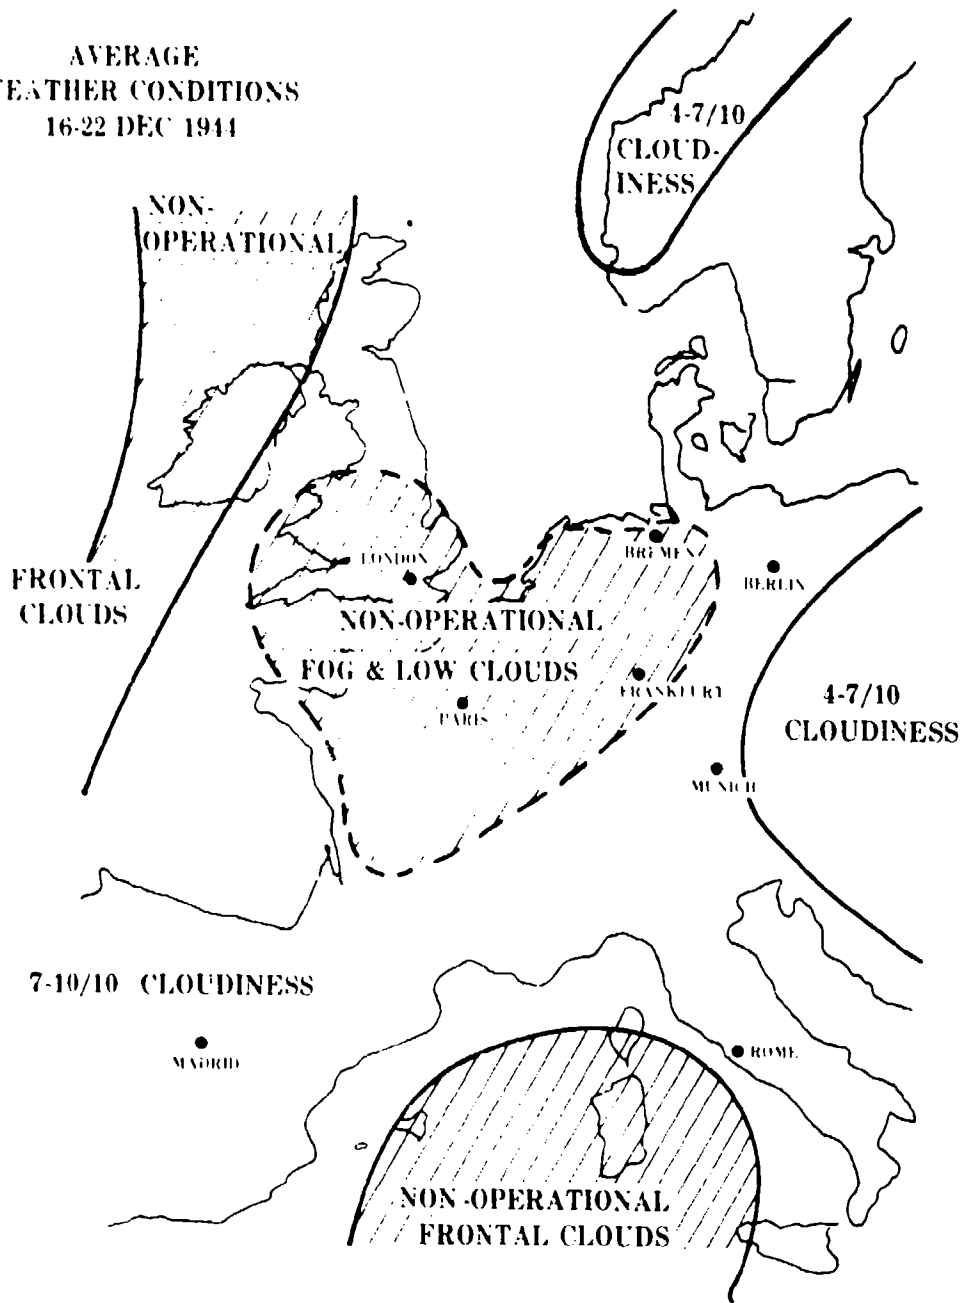 AVERAGE
WEATHER CONDITIONS
16-22 DEC 1944
4-7/10
CLOUD-
INESS
NON-
OPERATIONAL
FRONTAL
CLOUDS
LONDON
BREMEN
BERLIN
NON-OPERATIONAL
FOG & LOW CLOUDS
FRANKFURT
PARIS
4-7/10
CLOUDINESS
MUNICH
7-10/10 CLOUDINESS
MADRID
ROME
NON-OPERATIONAL
FRONTAL CLOUDS